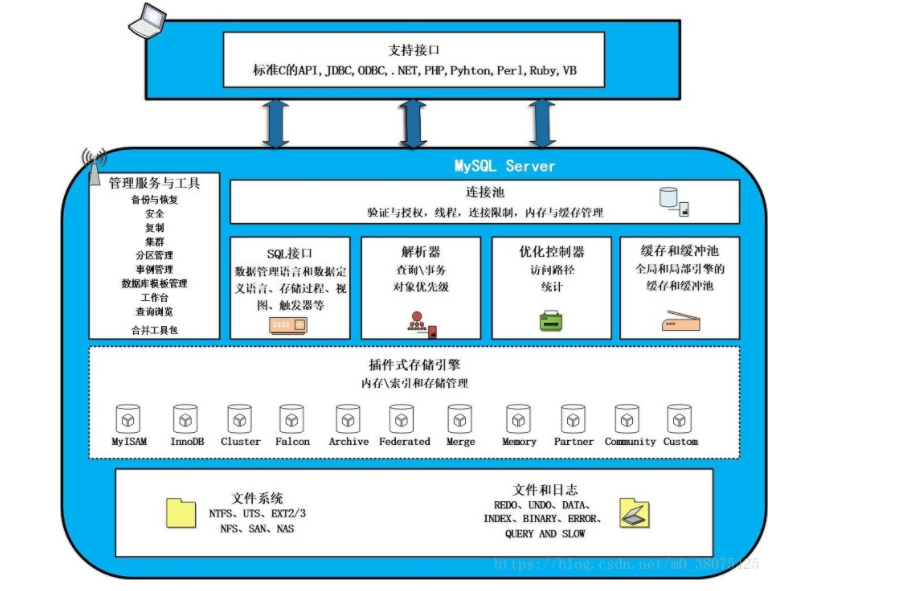 支持接口
标准C的API,JDBC,ODBC,.NET,PHP,Pyhton,Perl,Ruby,VB
MySQL Server
管理服务与工具
备份与恢复
安全
复制
集群
分区管理
事例管理
数据库模板管理
工作台
查询浏览
合并工具包
连接池
验证与授权, 线程, 连接限制, 内存与缓存管理
SQL接口
数据管理语言和数据定
义语言、存储过程、视
图、触发器等
解析器
查询\事务
对象优先级
优化控制器
访问路径
统计
缓存和缓冲池
全局和局部引擎的
缓存和缓冲池
插件式存储引擎
内存\索引和存储管理
MyISAM InnoDB Cluster Falcon Archive Federated Merge Memory Partner Community Custom
文件系统
NTFS、UTS、EXT2/3
NFS、SAN、NAS
文件和日志
REDO、UNDO、DATA、
INDEX、BINARY、ERROR、
QUERY AND SLOW